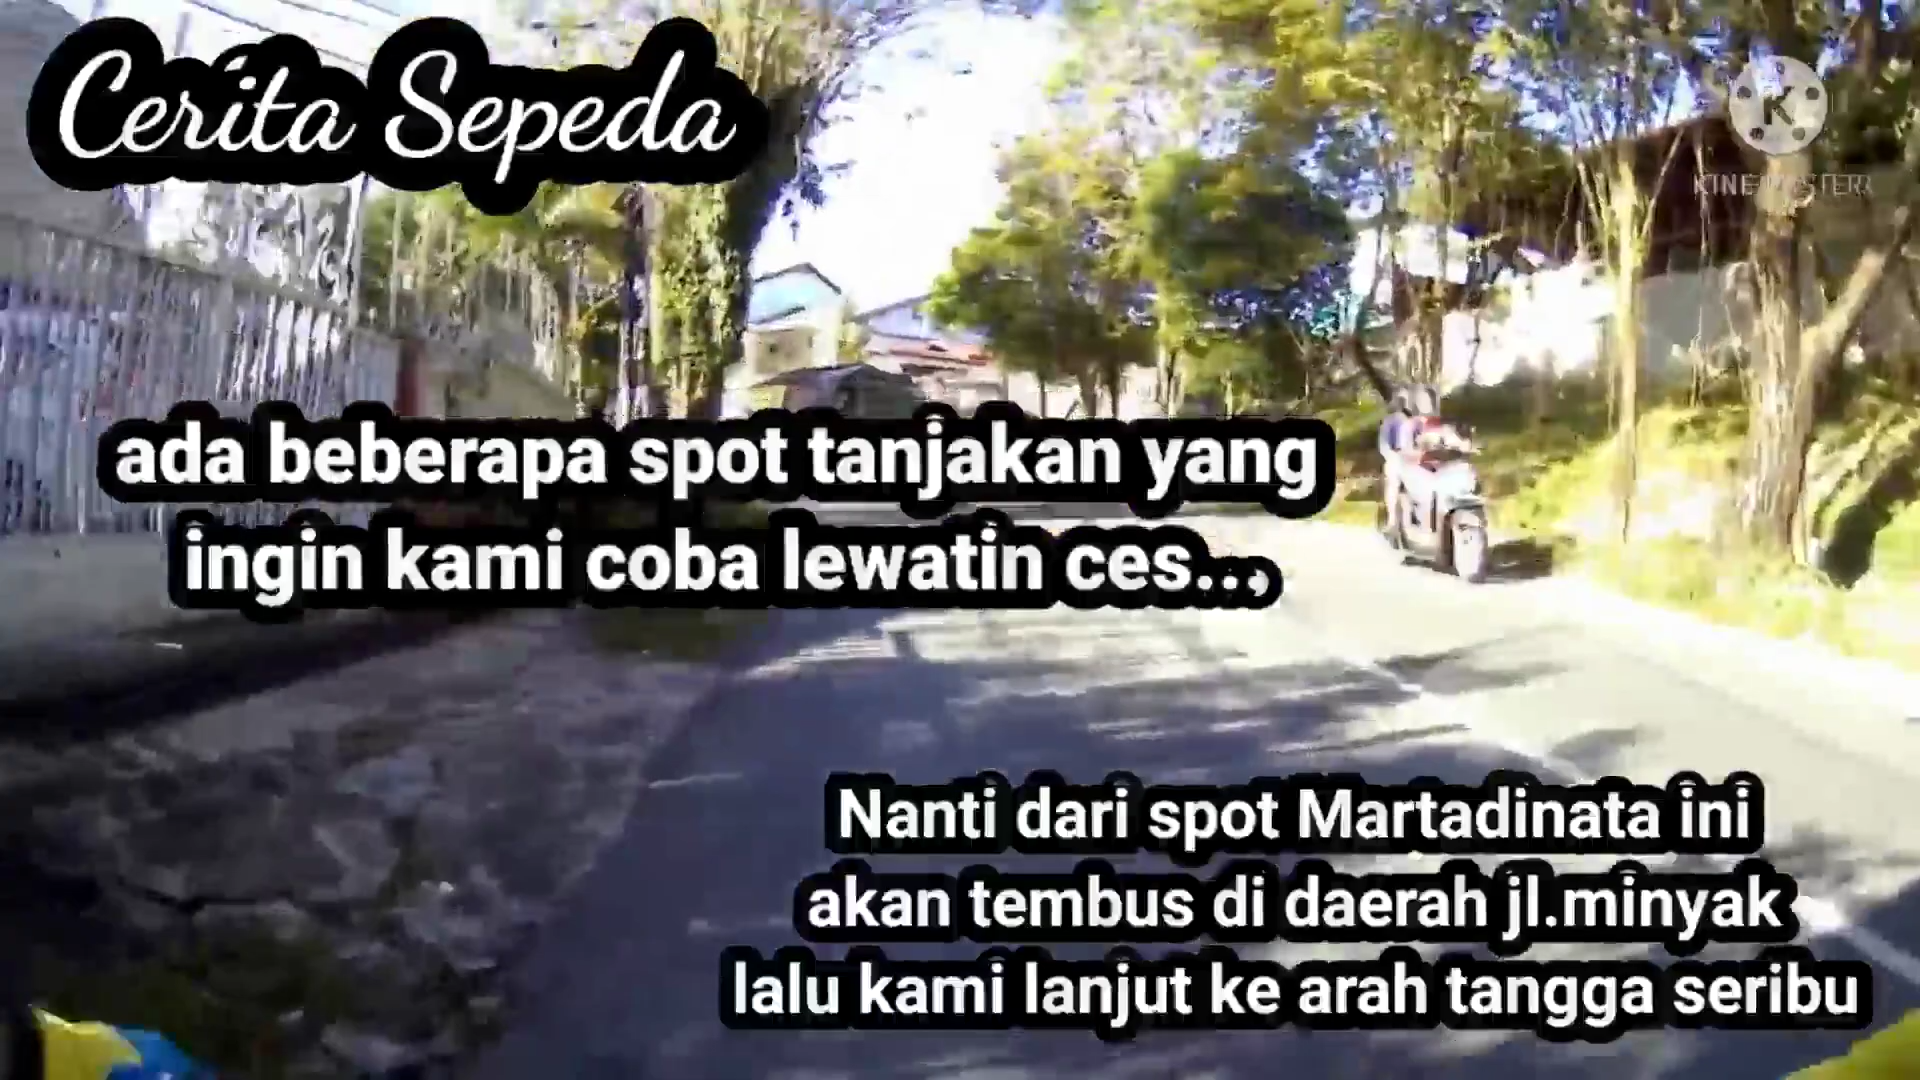 Cerita Sepeda
KINEMASTER
ada beberapa spot tanjakan yang
ingin kami coba lewatin ces...,
Nanti dari spot Martadinata ini
akan tembus di daerah jl.minyak
lalu kami lanjut ke arah tangga seribu